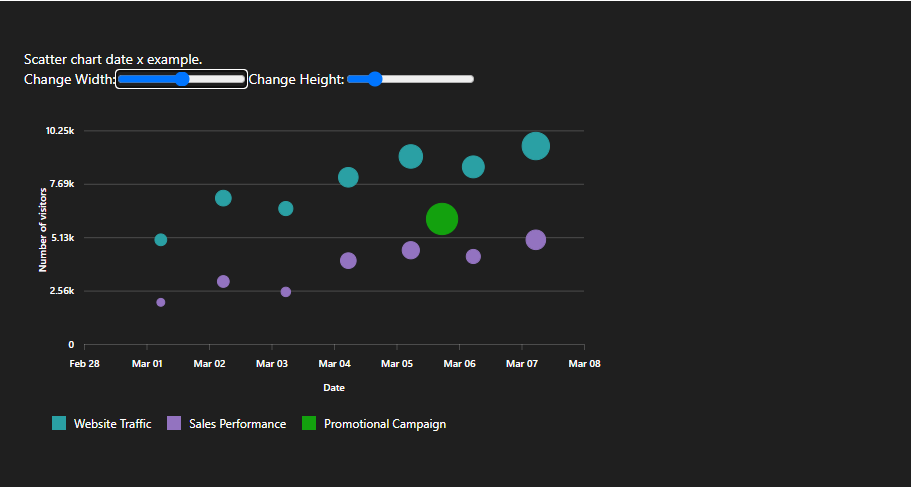 Scatter chart date x example.
Change Width: Change Height:
10.25k
7.69k
5.13k
2.56k
0
Number of visitors
Feb 28 Mar 01 Mar 02 Mar 03 Mar 04 Mar 05 Mar 06 Mar 07 Mar 08
Date
Website Traffic Sales Performance Promotional Campaign